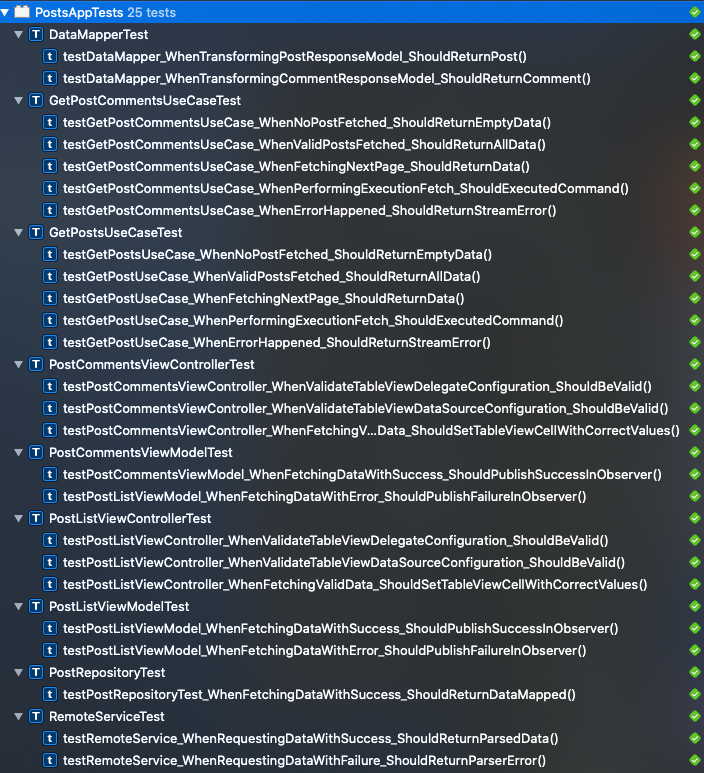 PostsAppTests 25 tests
T DataMapperTest
t testDataMapper_WhenTransformingPostResponseModel_ShouldReturnPost()
t testDataMapper_WhenTransformingCommentResponseModel_ShouldReturnComment()
T GetPostCommentsUseCaseTest
t testGetPostCommentsUseCase_WhenNoPostFetched_ShouldReturnEmptyData()
t testGetPostCommentsUseCase_WhenValidPostsFetched_ShouldReturnAllData()
t testGetPostCommentsUseCase_WhenFetchingNextPage_ShouldReturnData()
t testGetPostCommentsUseCase_WhenPerformingExecutionFetch_ShouldExecutedCommand()
t testGetPostCommentsUseCase_WhenErrorHappened_ShouldReturnStreamError()
T GetPostsUseCaseTest
t testGetPostsUseCase_WhenNoPostFetched_ShouldReturnEmptyData()
t testGetPostUseCase_WhenValidPostsFetched_ShouldReturnAllData()
t testGetPostUseCase_WhenFetchingNextPage_ShouldReturnData()
t testGetPostUseCase_WhenPerformingExecutionFetch_ShouldExecutedCommand()
t testGetPostUseCase_WhenErrorHappened_ShouldReturnStreamError()
T PostCommentsViewControllerTest
t testPostCommentsViewController_WhenValidateTableViewDelegateConfiguration_ShouldBeValid()
t testPostCommentsViewController_WhenValidateTableViewDataSourceConfiguration_ShouldBeValid()
t testPostCommentsViewController_WhenFetchingV...Data_ShouldSetTableViewCellWithCorrectValues()
T PostCommentsViewModelTest
t testPostCommentsViewModel_WhenFetchingDataWithSuccess_ShouldPublishSuccessInObserver()
t testPostListViewModel_WhenFetchingDataWithError_ShouldPublishFailureInObserver()
T PostListViewControllerTest
t testPostListViewController_WhenValidateTableViewDelegateConfiguration_ShouldBeValid()
t testPostListViewController_WhenValidateTableViewDataSourceConfiguration_ShouldBeValid()
t testPostListViewController_WhenFetchingValidData_ShouldSetTableViewCellWithCorrectValues()
T PostListViewModelTest
t testPostListViewModel_WhenFetchingDataWithSuccess_ShouldPublishSuccessInObserver()
t testPostListViewModel_WhenFetchingDataWithError_ShouldPublishFailureInObserver()
T PostRepositoryTest
t testPostRepositoryTest_WhenFetchingDataWithSuccess_ShouldReturnDataMapped()
T RemoteServiceTest
t testRemoteService_WhenRequestingDataWithSuccess_ShouldReturnParsedData()
t testRemoteService_WhenRequestingDataWithFailure_ShouldReturnParserError()